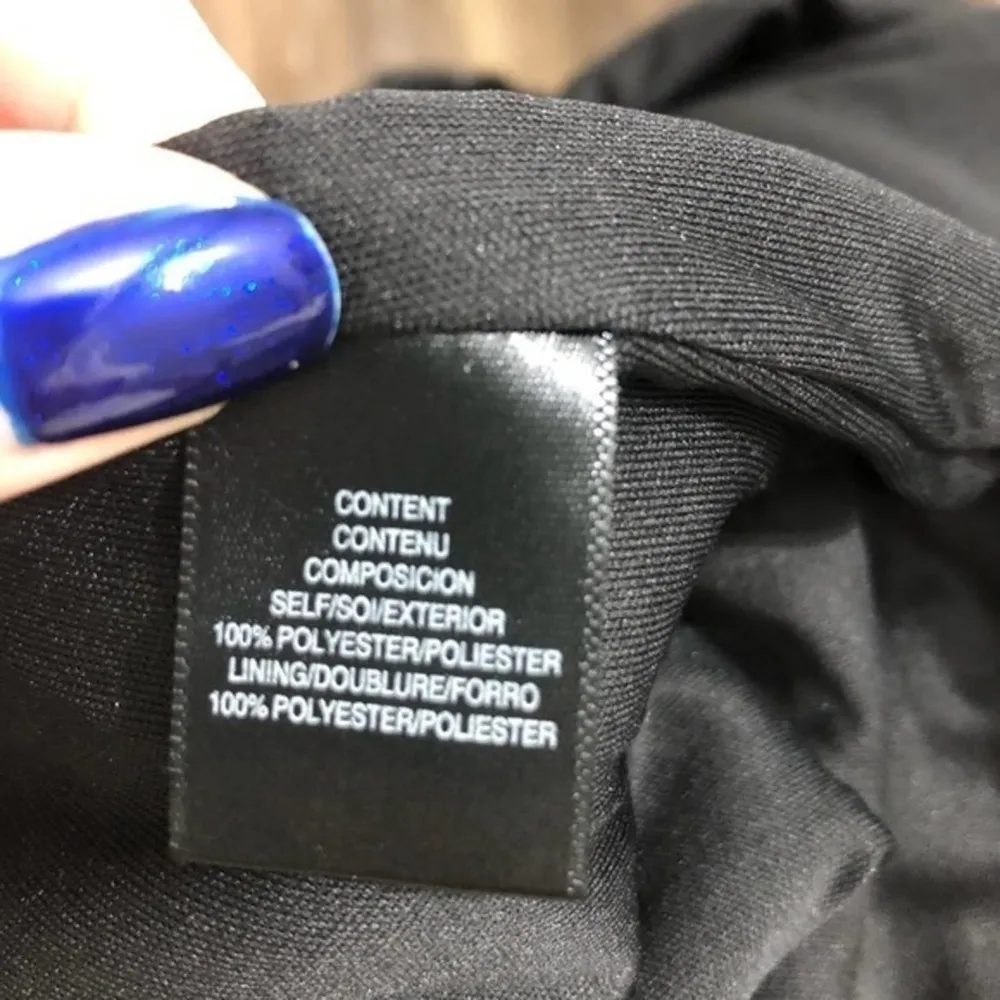 CONTENT
CONTENU
COMPOSICION
SELF/SOI/EXTERIOR
100% POLYESTER/POLIESTER
LINING/DOUBLURE/FORRO
100% POLYESTER/POLIESTER